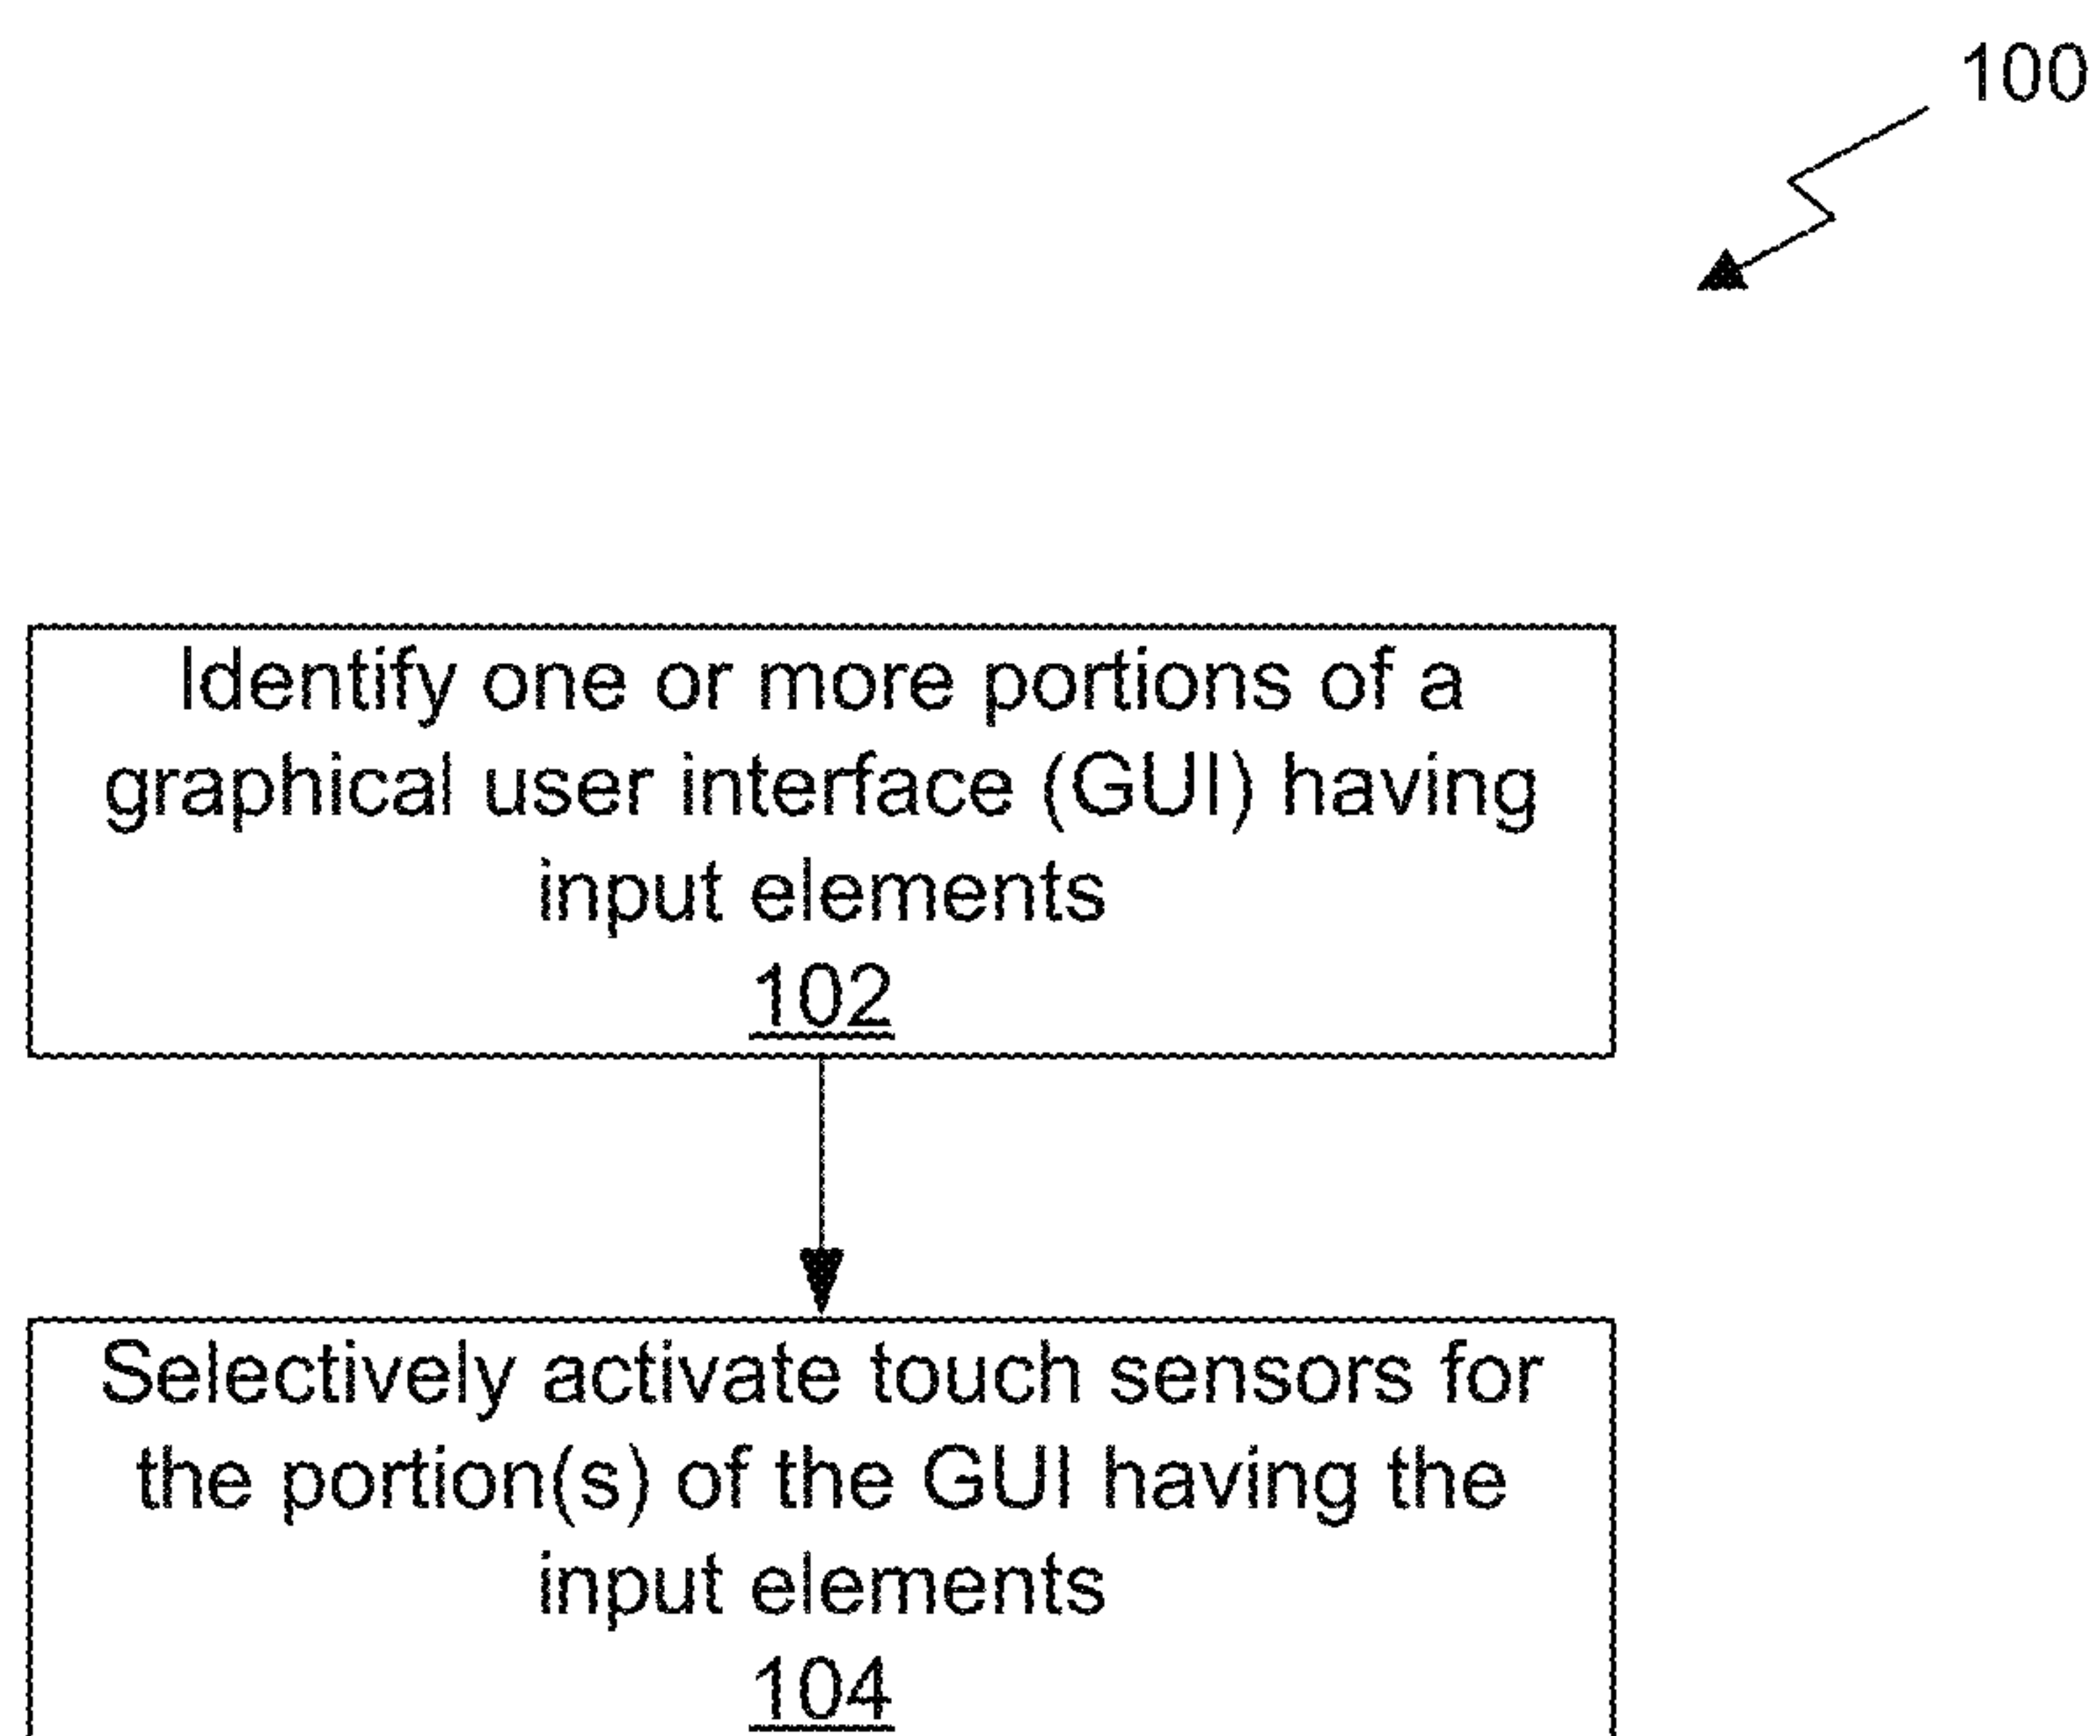 100
Identify one or more portions of a
graphical user interface (GUI) having
input elements
102
Selectively activate touch sensors for
the portion(s) of the GUI having the
input elements
104